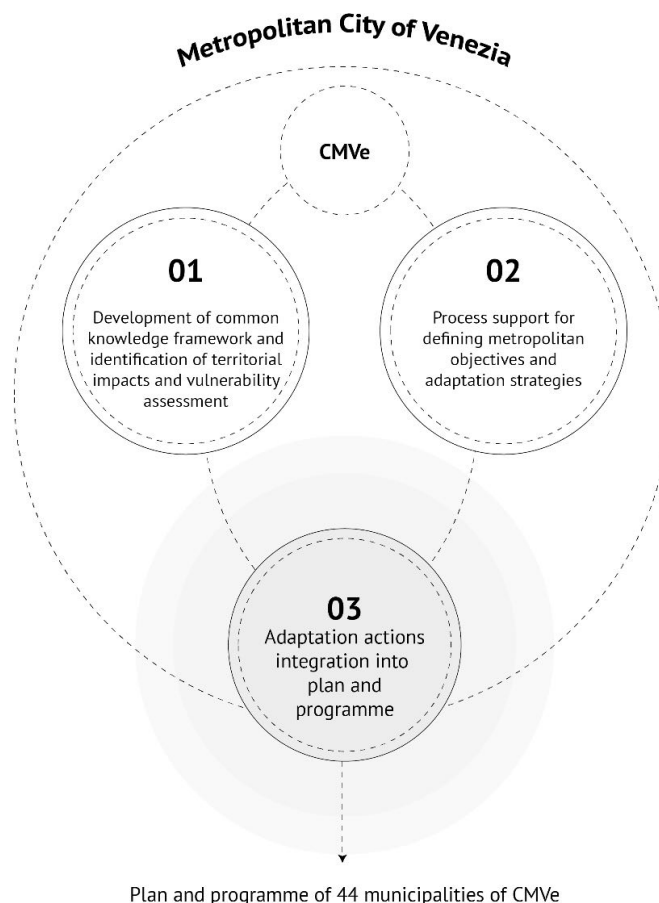 Metropolitan City of Venezia
CMVe
01
Development of common
knowledge framework and
identification of territorial
impacts and vulnerability
assessment
02
Process support for
defining metropolitan
objectives and
adaptation strategies
03
Adaptation actions
integration into
plan and
programme
Plan and programme of 44 municipalities of CMVe